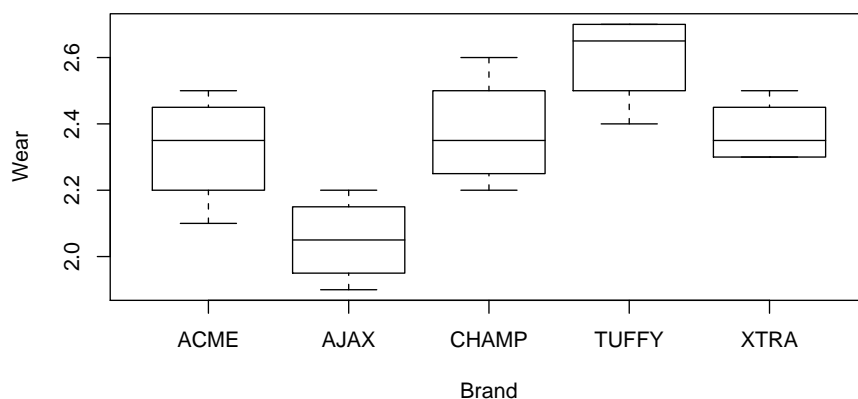 Wear
2.6
2.4
2.2
2.0
ACME AJAX CHAMP TUFFY XTRA
Brand